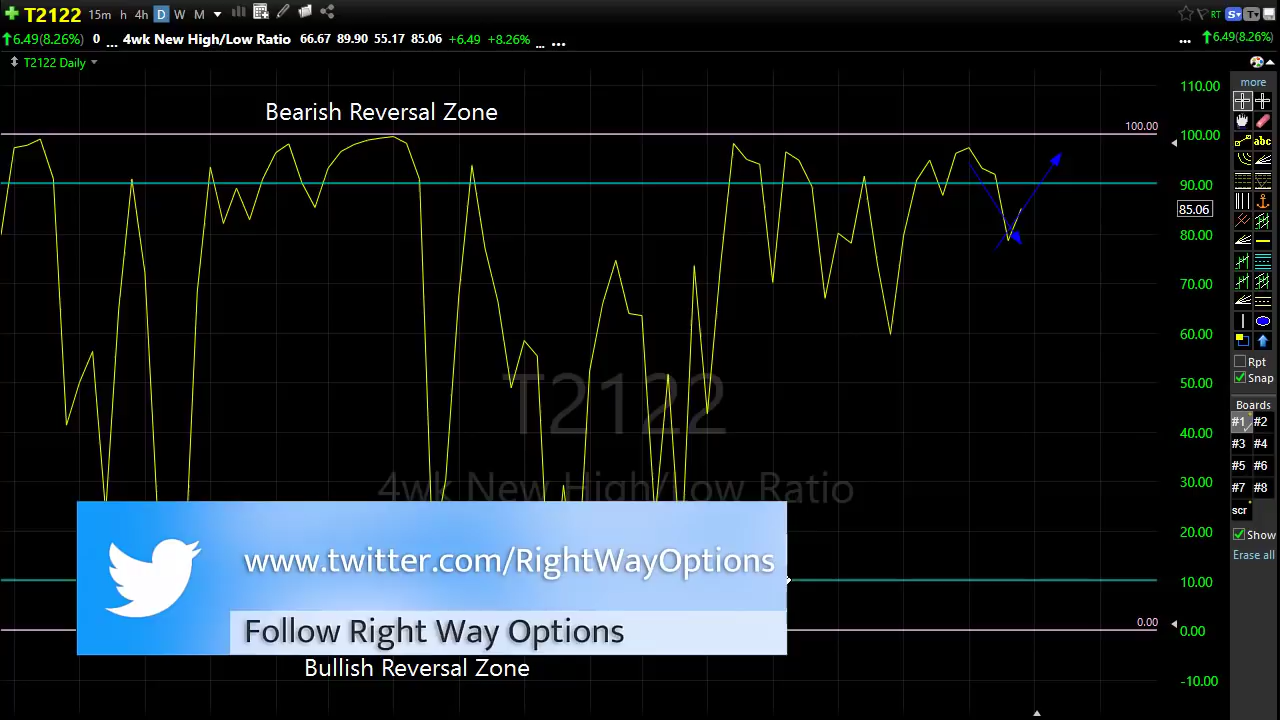 T2122 15m h 4h D W M
RT S T
6.49(8.26%) 0 ... 4wk New High/Low Ratio 66.67 89.90 55.17 85.06 +6.49 +8.26% ... ...
... 6.49(8.26%)
T2122 Daily
more
110.00
Bearish Reversal Zone
100.00
100.00
abc
90.00
85.06
80.00
70.00
60.00
Rpt
Snap
50.00
T2122
Boards
#1 #2
40.00
#3 #4
#5 #6
4wk New High/Low Ratio
30.00
#7 #8
scr
20.00
Show
www.twitter.com/RightWayOptions
Erase all
10.00
Follow Right Way Options
0.00
0.00
Bullish Reversal Zone
-10.00